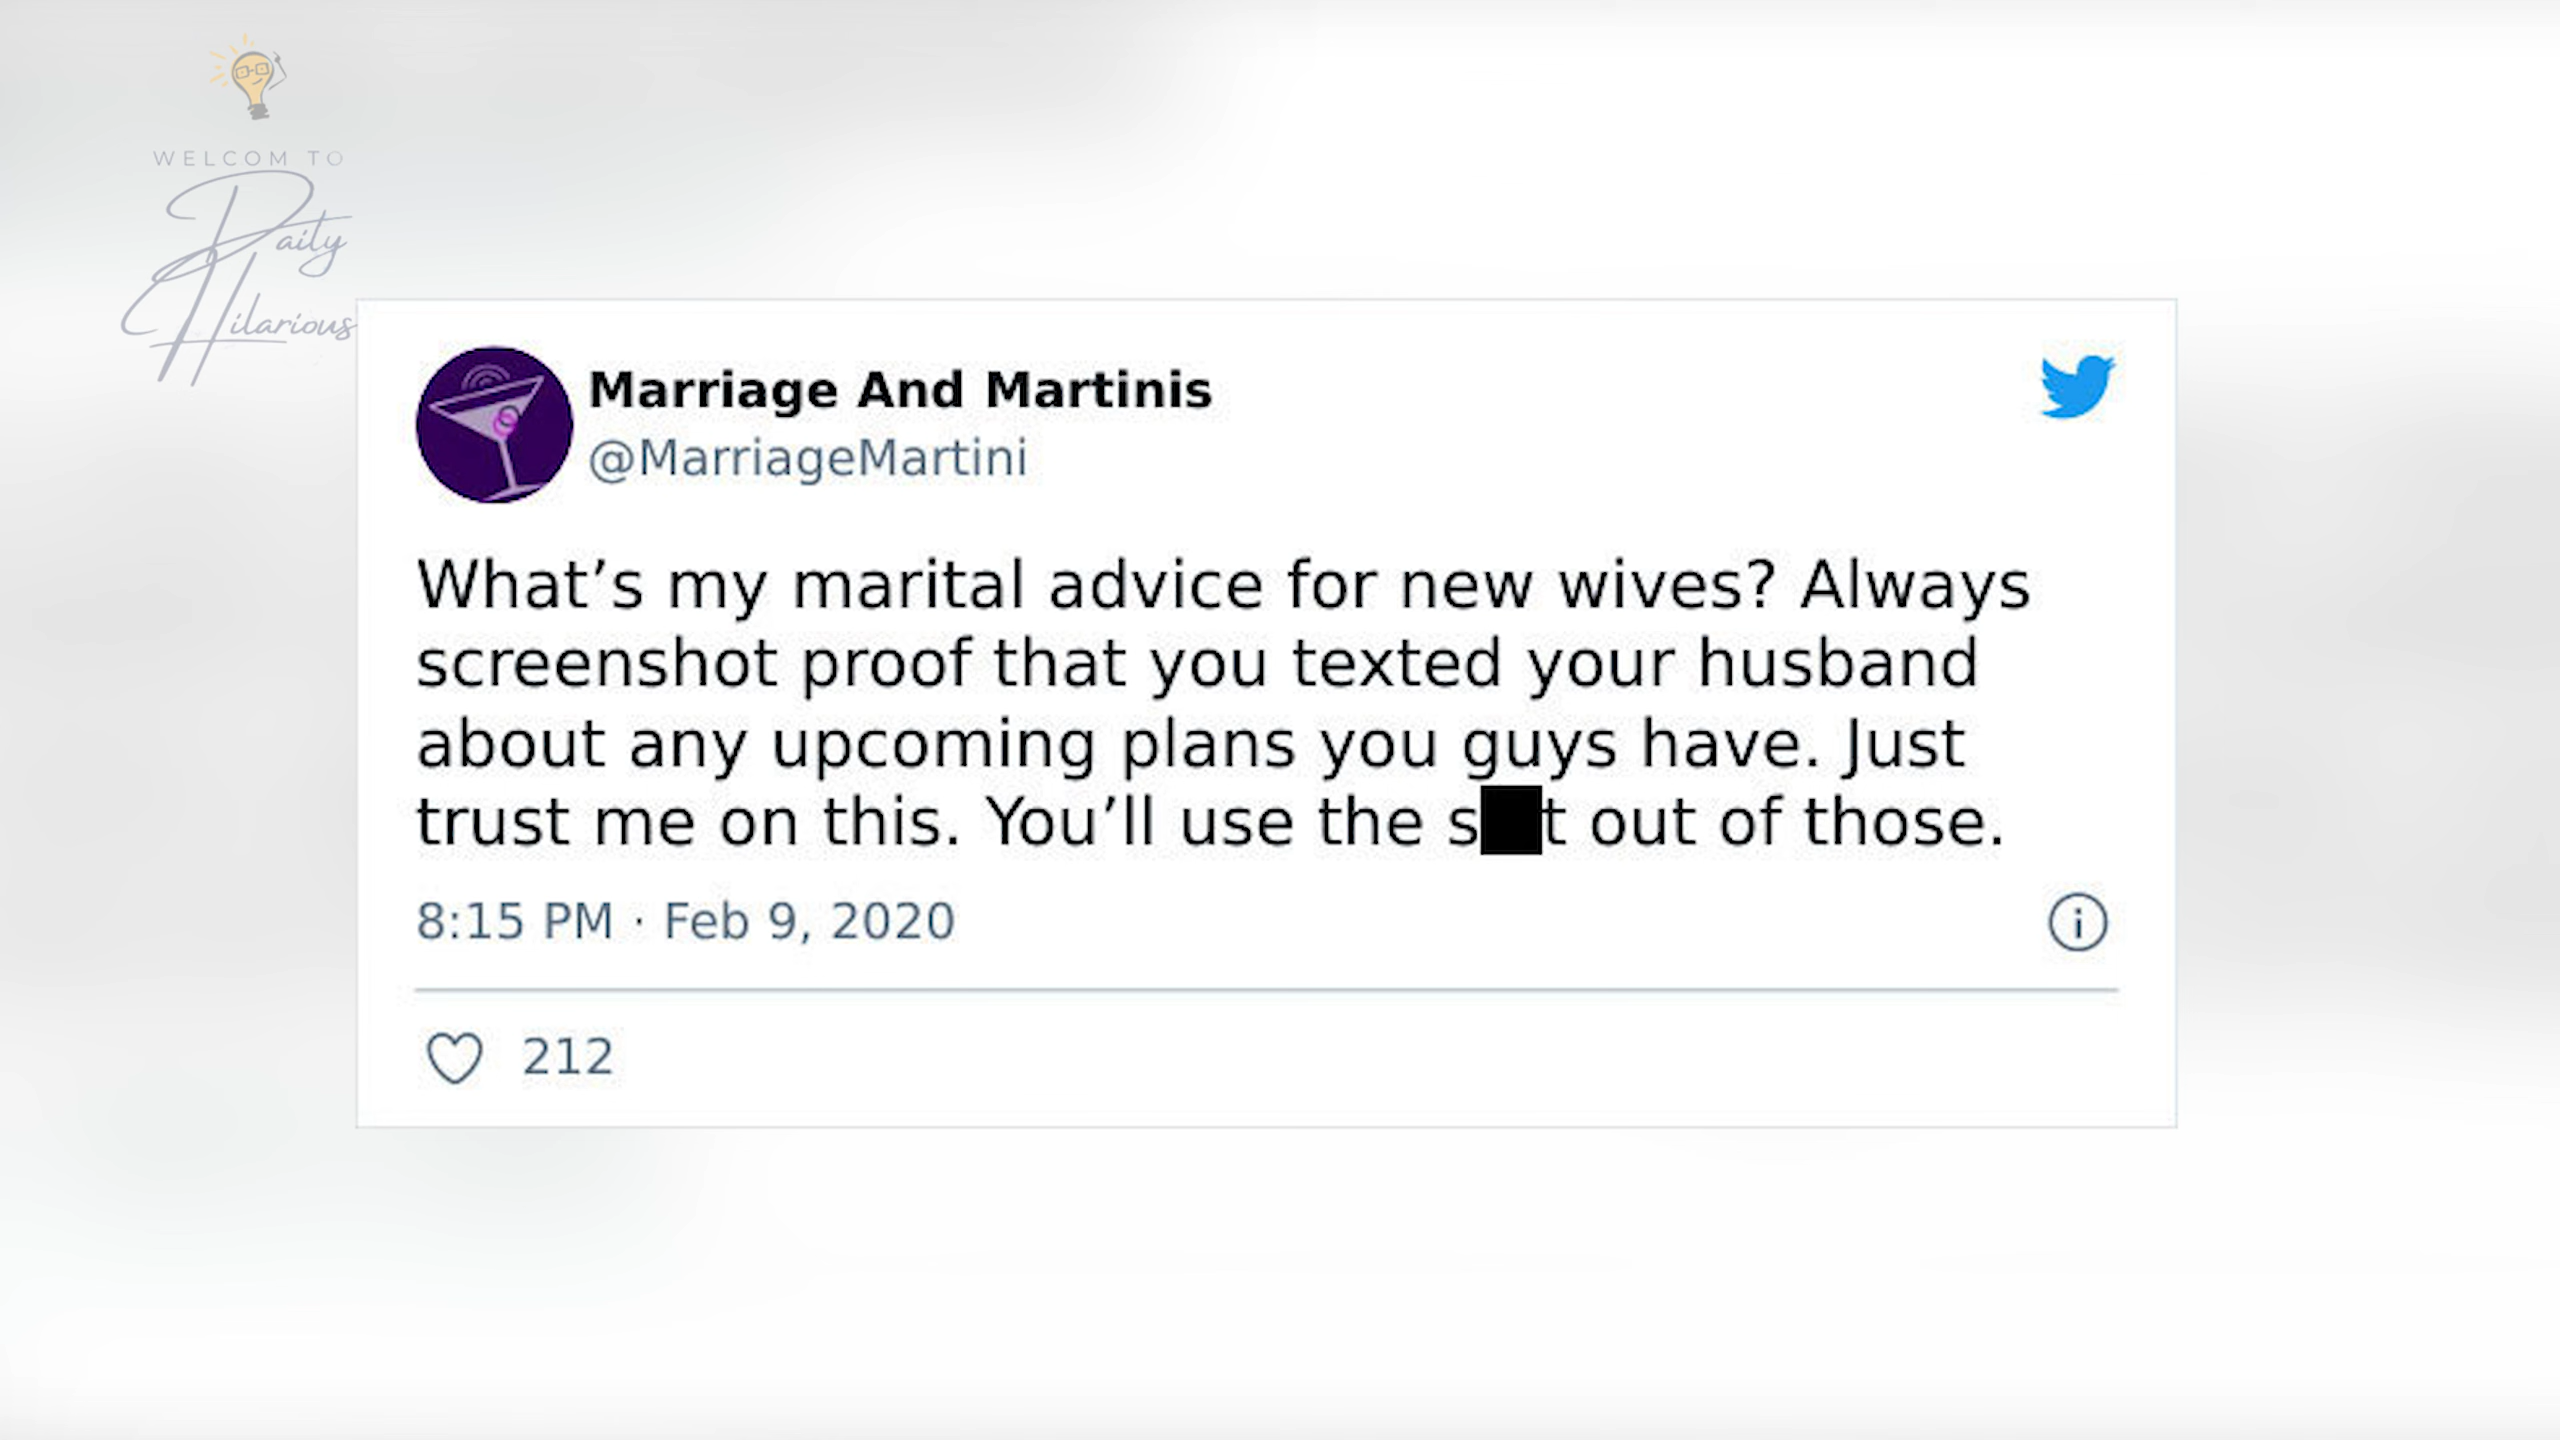 WELCOM TO
Daily
Hilarious
Marriage And Martinis
@MarriageMartini
What’s my marital advice for new wives? Always
screenshot proof that you texted your husband
about any upcoming plans you guys have. Just
trust me on this. You’ll use the s█t out of those.
8:15 PM · Feb 9, 2020
212